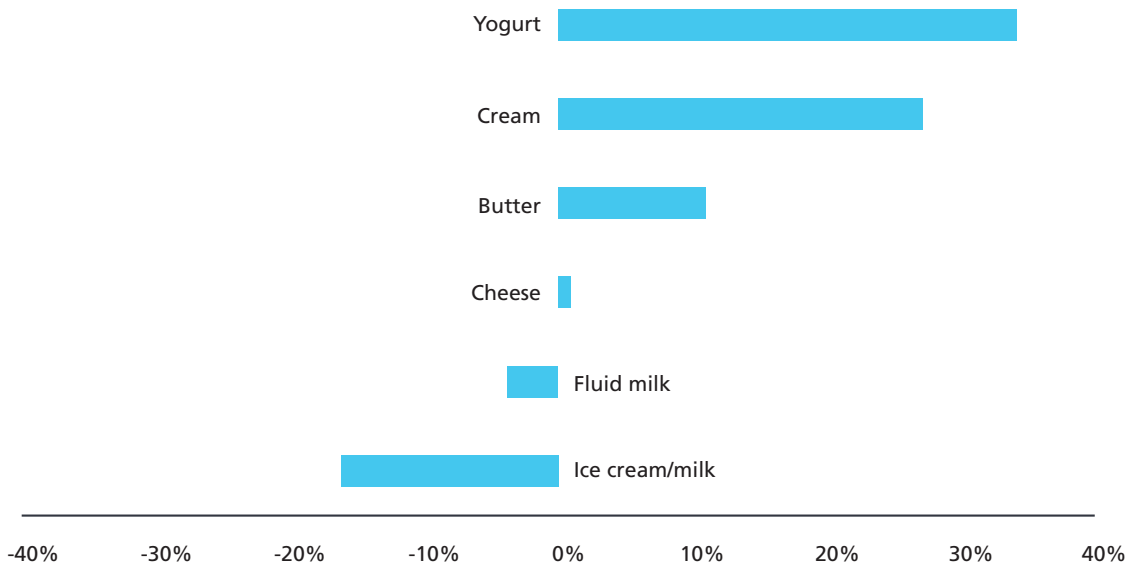 Yogurt
Cream
Butter
Cheese
Fluid milk
Ice cream/milk
-40% -30% -20% -10% 0% 10% 20% 30% 40%